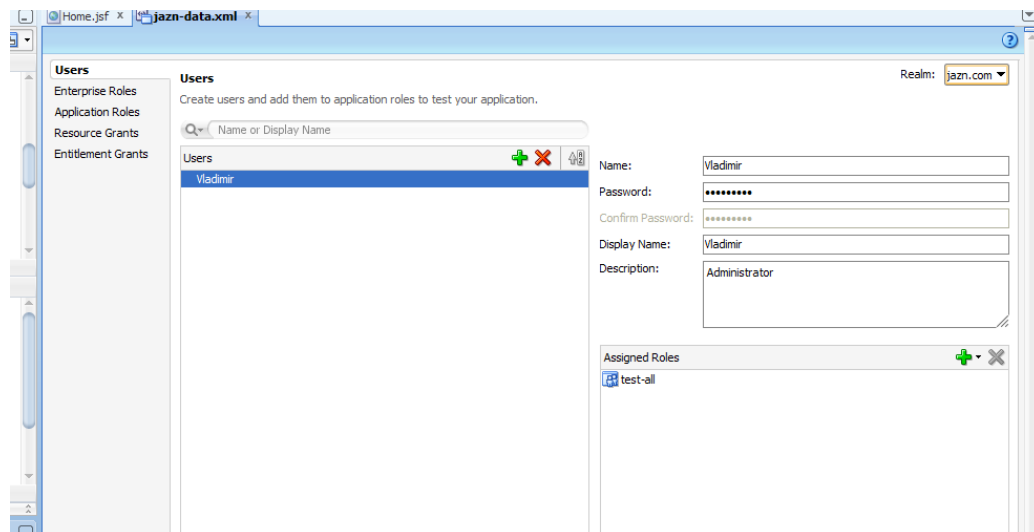 Home.jsf x jazn-data.xml x
Users
Enterprise Roles
Application Roles
Resource Grants
Entitlement Grants
Users
Realm: jazn.com
Create users and add them to application roles to test your application.
Name or Display Name
Users
Vladimir
Name: Vladimir
Password: •••••••••
Confirm Password: •••••••••
Display Name: Vladimir
Description: Administrator
Assigned Roles
test-all